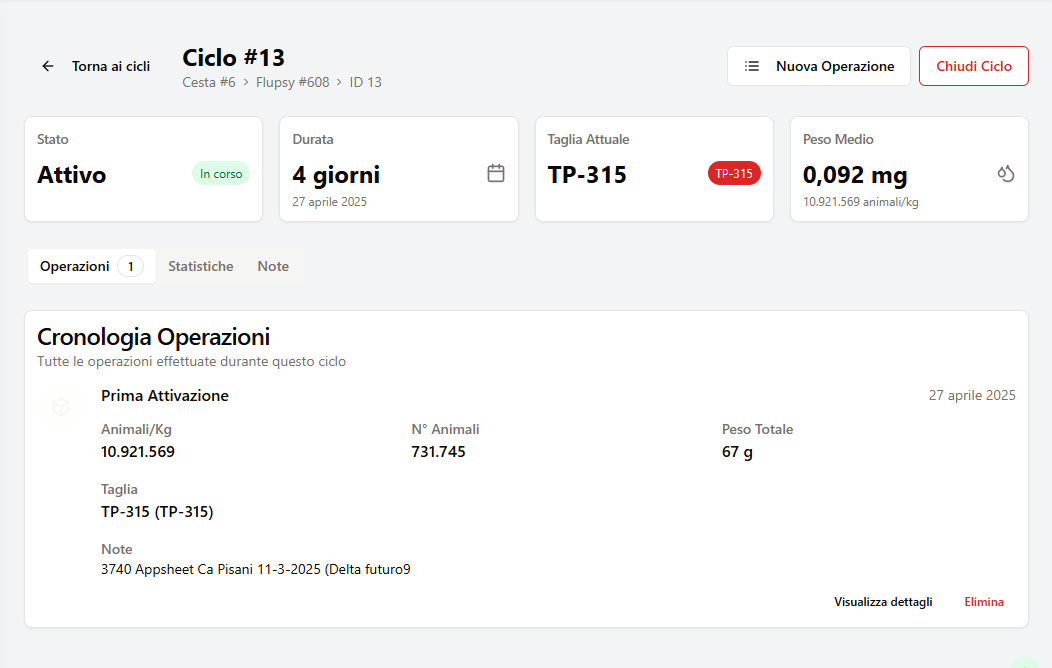 Torna ai cicli
Ciclo #13
Cesta #6 > Flupsy #608 > ID 13
Nuova Operazione
Chiudi Ciclo
Stato
Attivo
In corso
Durata
4 giorni
27 aprile 2025
Taglia Attuale
TP-315
TP-315
Peso Medio
0,092 mg
10.921.569 animali/kg
Operazioni 1
Statistiche
Note
Cronologia Operazioni
Tutte le operazioni effettuate durante questo ciclo
Prima Attivazione
27 aprile 2025
Animali/Kg
10.921.569
N° Animali
731.745
Peso Totale
67 g
Taglia
TP-315 (TP-315)
Note
3740 Appsheet Ca Pisani 11-3-2025 (Delta futuro9
Visualizza dettagli
Elimina